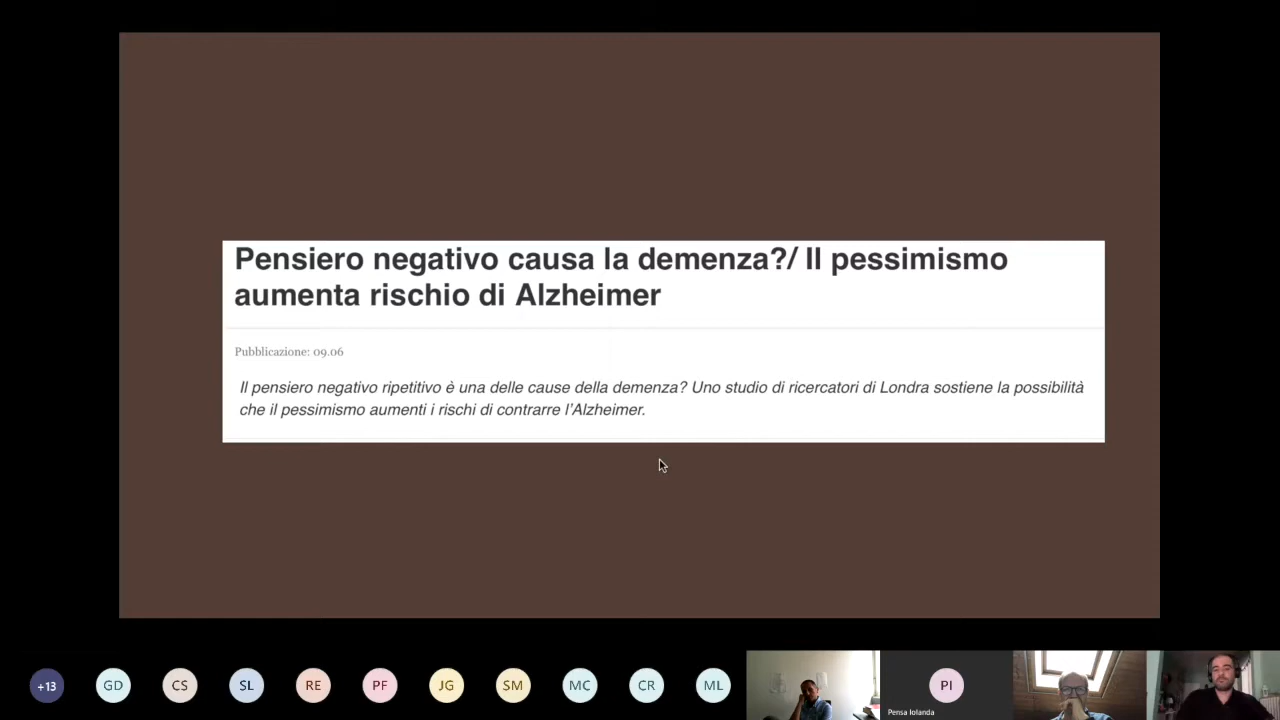 Pensiero negativo causa la demenza?/ Il pessimismo
aumenta rischio di Alzheimer
Pubblicazione: 09.06
Il pensiero negativo ripetitivo è una delle cause della demenza? Uno studio di ricercatori di Londra sostiene la possibilità
che il pessimismo aumenti i rischi di contrarre l'Alzheimer.
+13 GD CS SL RE PF JG SM MC CR ML PI
Pensa Iolanda